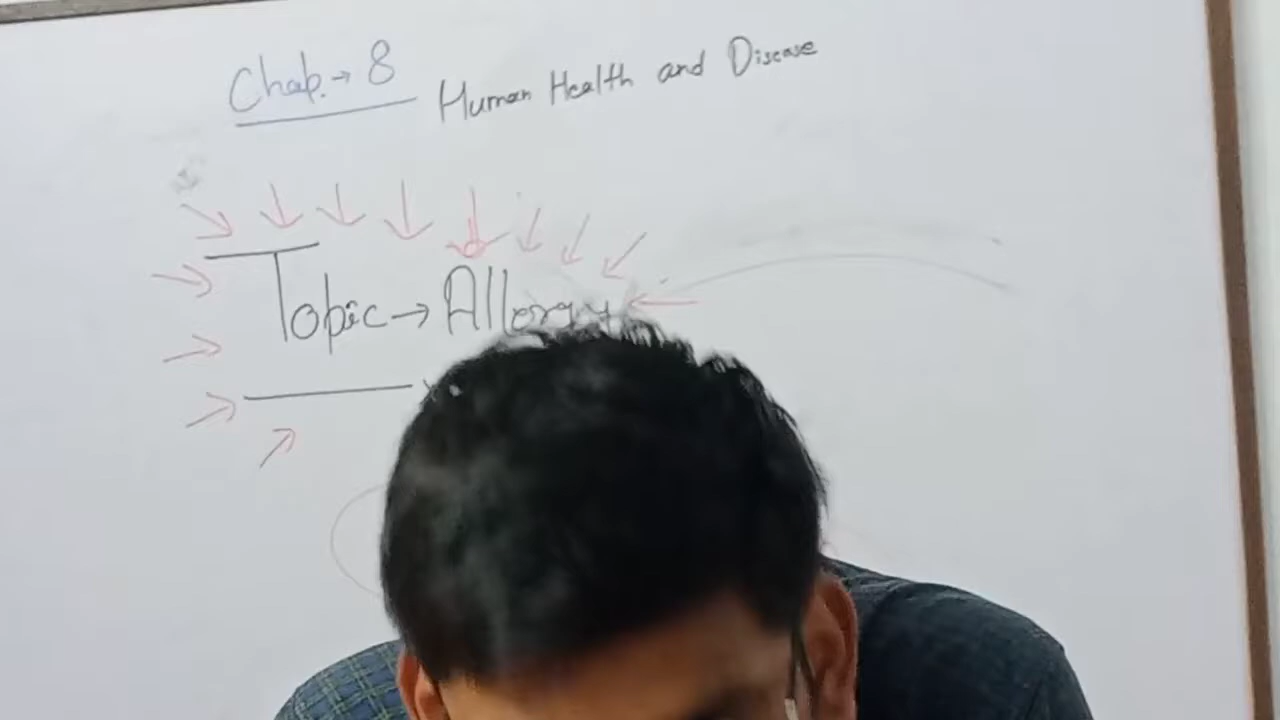 Chap. → 8 Human Health and Disease
Topic → Allergy